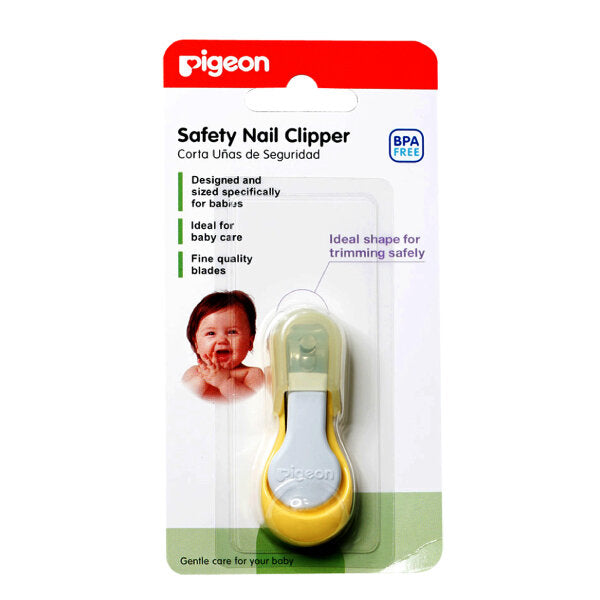 pigeon
Safety Nail Clipper
Corta Uñas de Seguridad
BPA
FREE
Designed and
sized specifically
for babies
Ideal for
baby care
Fine quality
blades
Ideal shape for
trimming safely
pigeon
Gentle care for your baby